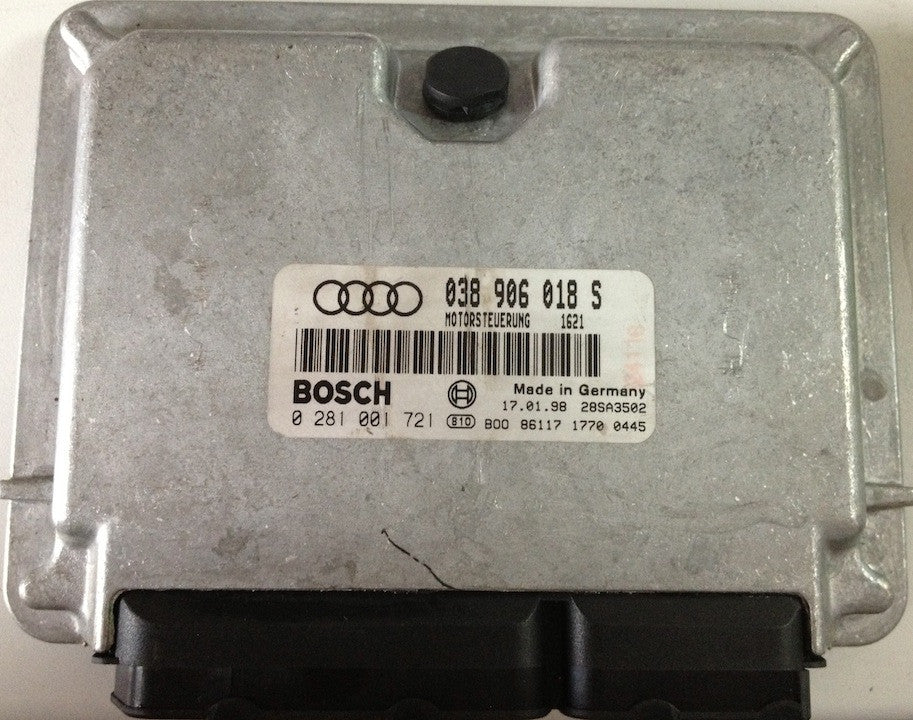 038 906 018 S
MOTORSTEUERUNG 1621
BOSCH
Made in Germany
17.01.98 28SA3502
0 281 001 721 B10 B00 86117 1770 0445